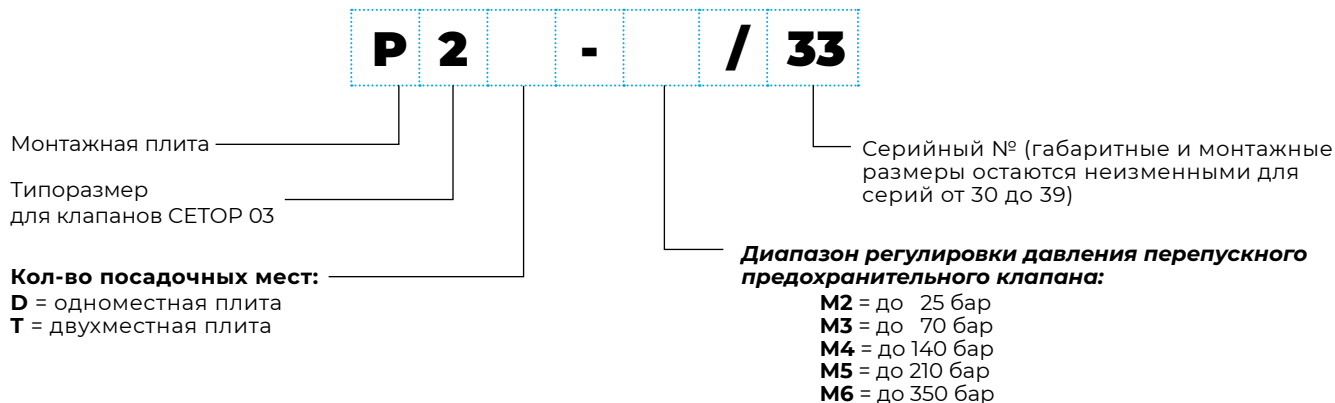 P 2 - / 33
Монтажная плита
Типоразмер
для клапанов CETOP 03
Кол-во посадочных мест:
D = одноместная плита
T = двухместная плита
Серийный № (габаритные и монтажные
размеры остаются неизменными для
серий от 30 до 39)
Диапазон регулировки давления перепускного
предохранительного клапана:
M2 = до 25 бар
M3 = до 70 бар
M4 = до 140 бар
M5 = до 210 бар
M6 = до 350 бар